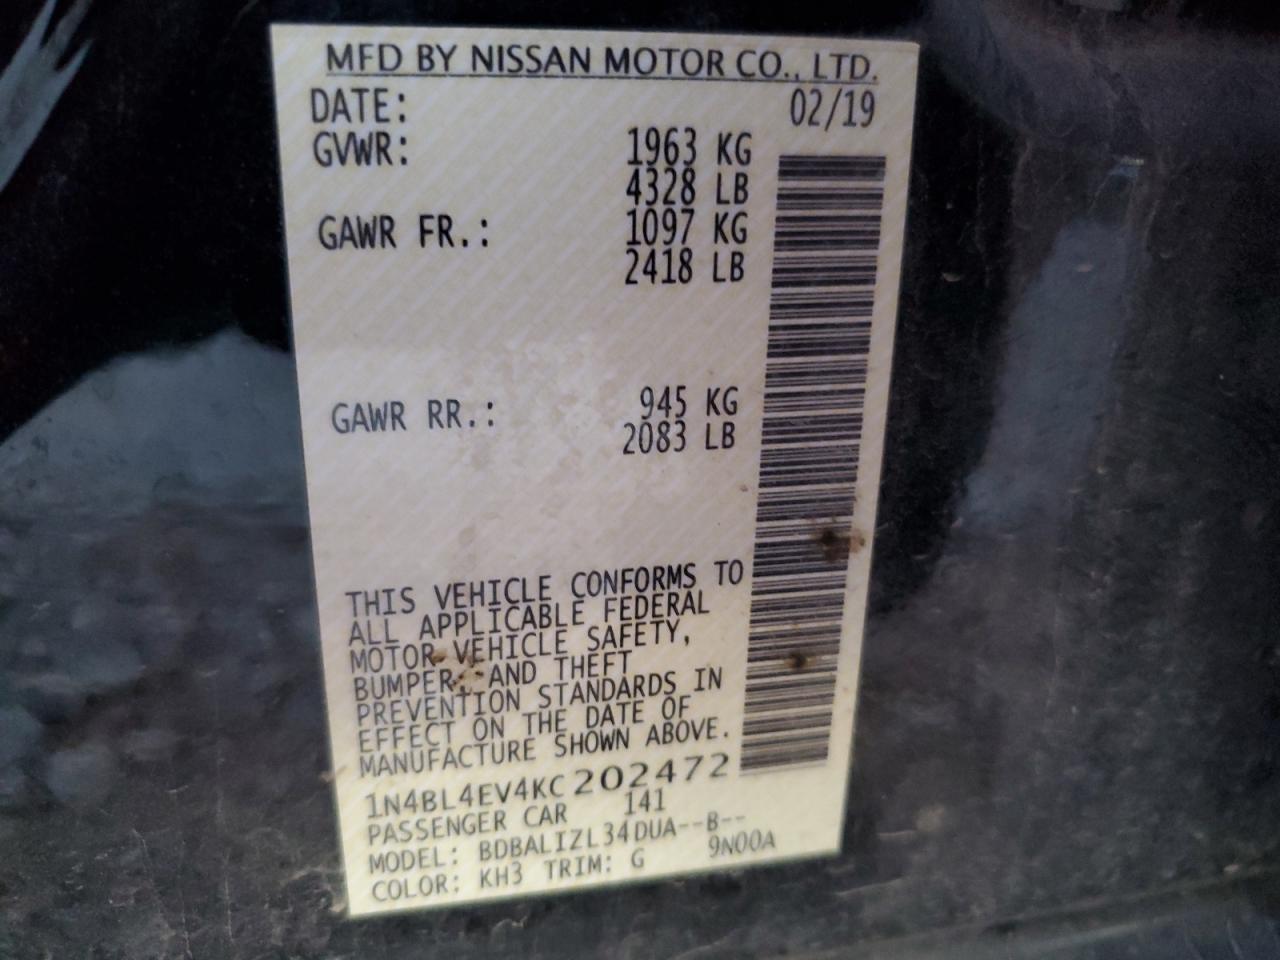 MFD BY NISSAN MOTOR CO., LTD.
DATE: 02/19
GVWR: 1963 KG
4328 LB
GAWR FR.: 1097 KG
2418 LB
GAWR RR.: 945 KG
2083 LB
THIS VEHICLE CONFORMS TO
ALL APPLICABLE FEDERAL
MOTOR VEHICLE SAFETY,
BUMPER, AND THEFT
PREVENTION STANDARDS IN
EFFECT ON THE DATE OF
MANUFACTURE SHOWN ABOVE.
1N4BL4EV4KC202472
PASSENGER CAR 141
MODEL: BDBALIZL34DUA--B--
COLOR: KH3 TRIM: G 9N00A